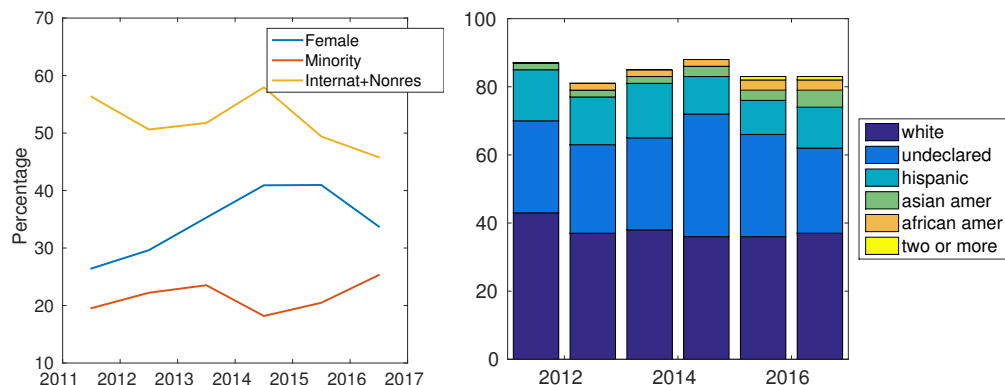 70
60
50
40
30
20
10
Percentage
2011 2012 2013 2014 2015 2016 2017
Female
Minority
Internat+Nonres
100
80
60
40
20
0
2012 2014 2016
white
undeclared
hispanic
asian amer
african amer
two or more